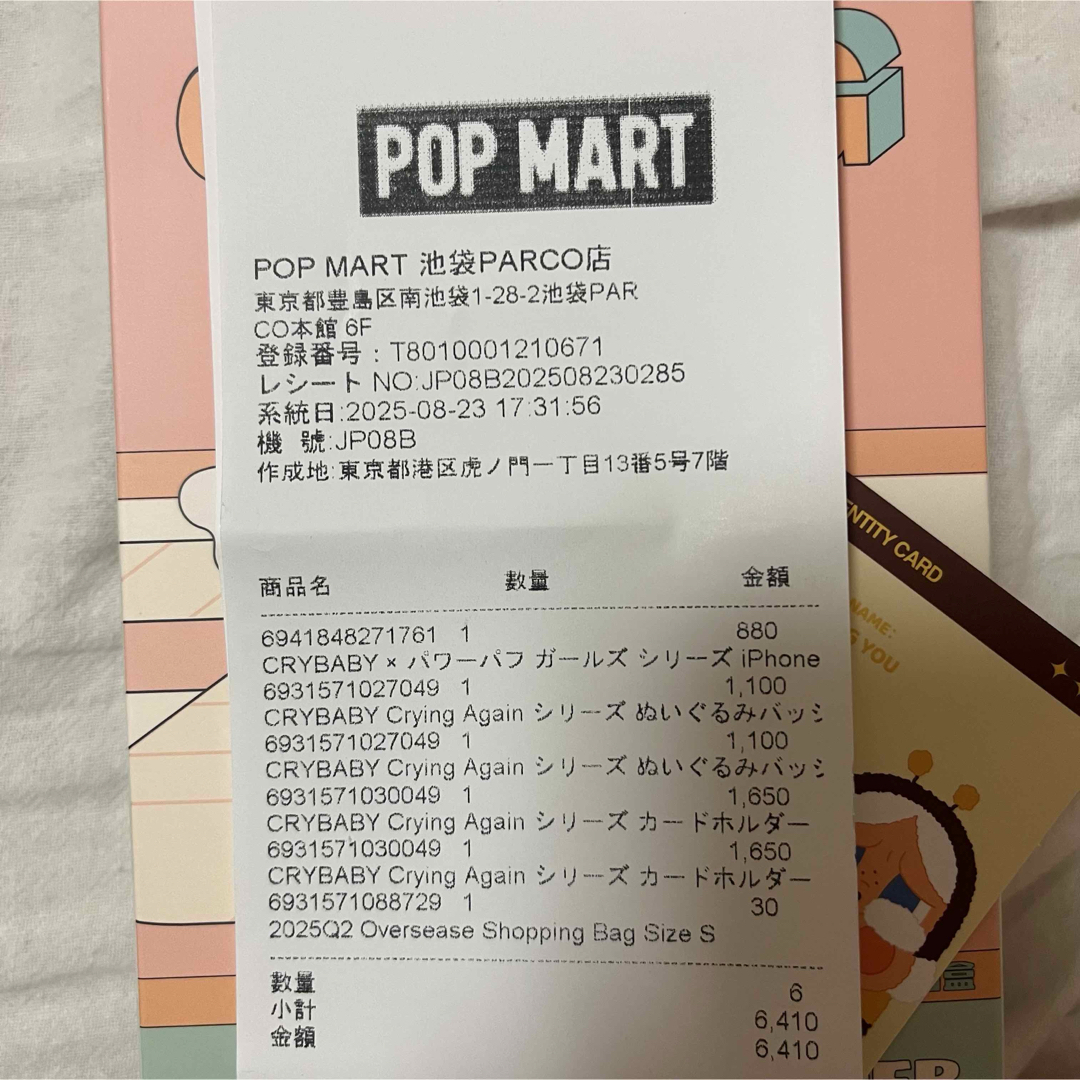 POP MART
POP MART 池袋PARCO店
東京都豊島区南池袋1-28-2池袋PAR
CO本館 6F
登録番号：T8010001210671
レシート NO:JP08B202508230285
系統日:2025-08-23 17:31:56
機 號:JP08B
作成地:東京都港区虎ノ門一丁目13番5号7階
商品名 数量 金額
6941848271761 1 880
CRYBABY × パワーパフ ガールズ シリーズ iPhone
6931571027049 1 1,100
CRYBABY Crying Again シリーズ ぬいぐるみバッジ
6931571027049 1 1,100
CRYBABY Crying Again シリーズ ぬいぐるみバッジ
6931571030049 1 1,650
CRYBABY Crying Again シリーズ カードホルダー
6931571030049 1 1,650
CRYBABY Crying Again シリーズ カードホルダー
6931571088729 1 30
2025Q2 Oversease Shopping Bag Size S
数量 6
小計 6,410
金額 6,410
ENTITY CARD
NAME:
YOU